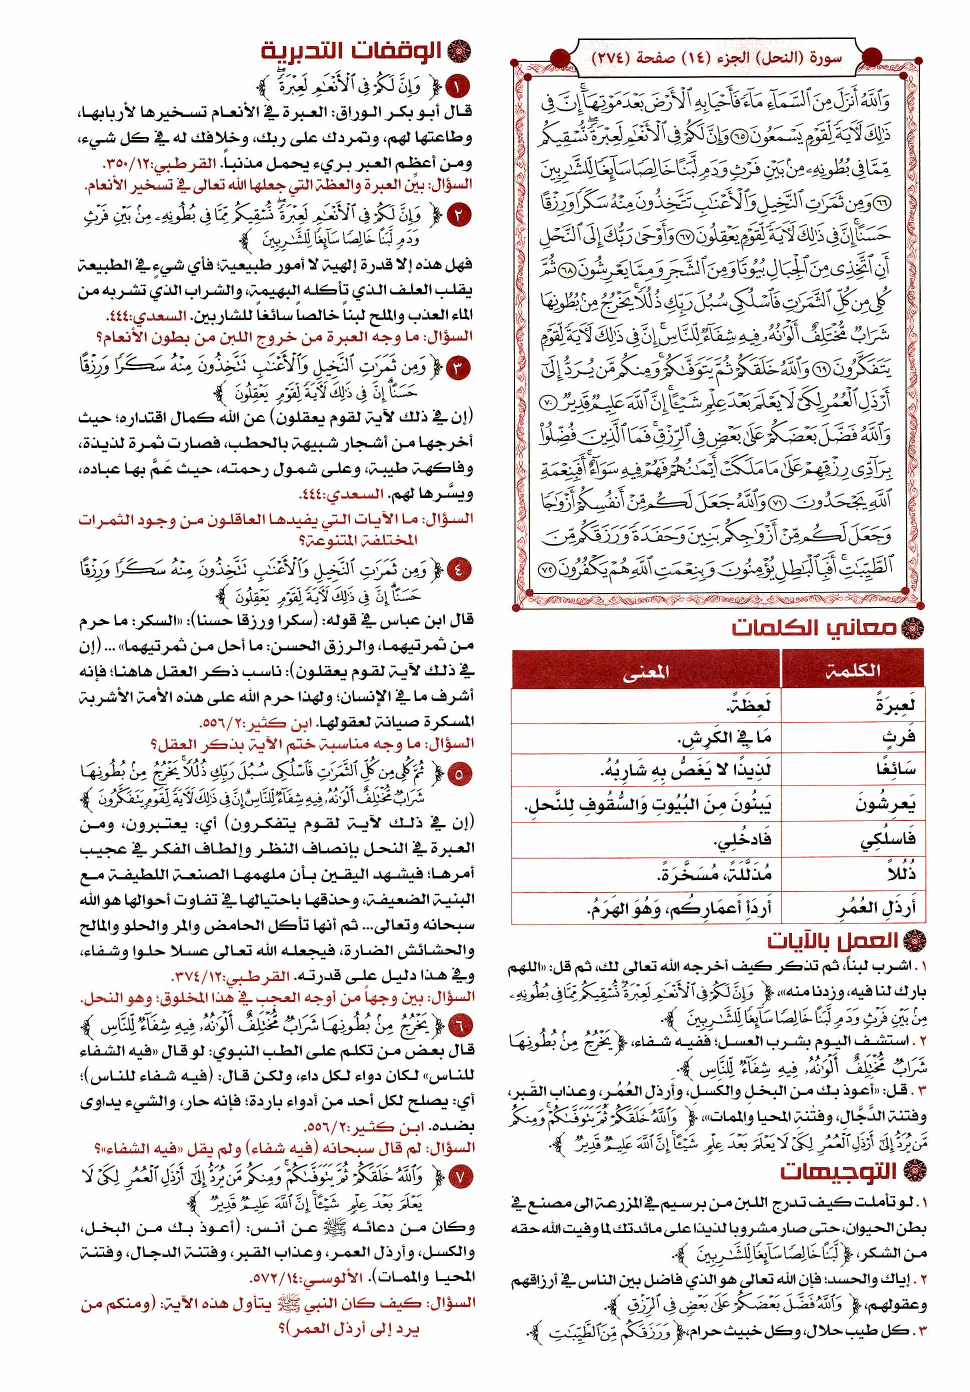 سورة (النحل) الجزء (١٤) صفحة (٢٧٤)
وَٱللَّهُ أَنزَلَ مِنَ ٱلسَّمَآءِ مَآءً فَأَحْيَا بِهِ ٱلْأَرْضَ بَعْدَ مَوْتِهَآ ۚ إِنَّ فِى
ذَٰلِكَ لَآيَةً لِّقَوْمٍ يَسْمَعُونَ ٦٥ وَإِنَّ لَكُمْ فِى ٱلْأَنْعَٰمِ لَعِبْرَةً ۖ نُّسْقِيكُم
مِّمَّا فِى بُطُونِهِۦ مِنۢ بَيْنِ فَرْثٍ وَدَمٍ لَّبَنًا خَالِصًا سَآئِغًا لِّلشَّٰرِبِينَ
٦٦ وَمِن ثَمَرَٰتِ ٱلنَّخِيلِ وَٱلْأَعْنَٰبِ تَتَّخِذُونَ مِنْهُ سَكَرًا وَرِزْقًا
حَسَنًا ۗ إِنَّ فِى ذَٰلِكَ لَآيَةً لِّقَوْمٍ يَعْقِلُونَ ٦٧ وَأَوْحَىٰ رَبُّكَ إِلَى ٱلنَّحْلِ
أَنِ ٱتَّخِذِى مِنَ ٱلْجِبَالِ بُيُوتًا وَمِنَ ٱلشَّجَرِ وَمِمَّا يَعْرِشُونَ ٦٨ ثُمَّ
كُلِى مِن كُلِّ ٱلثَّمَرَٰتِ فَٱسْلُكِى سُبُلَ رَبِّكِ ذُلُلًا ۚ يَخْرُجُ مِنۢ بُطُونِهَا
شَرَابٌ مُّخْتَلِفٌ أَلْوَٰنُهُۥ فِيهِ شِفَآءٌ لِّلنَّاسِ ۗ إِنَّ فِى ذَٰلِكَ لَآيَةً لِّقَوْمٍ
يَتَفَكَّرُونَ ٦٩ وَٱللَّهُ خَلَقَكُمْ ثُمَّ يَتَوَفَّىٰكُمْ ۚ وَمِنكُم مَّن يُرَدُّ إِلَىٰٓ
أَرْذَلِ ٱلْعُمُرِ لِكَىْ لَا يَعْلَمَ بَعْدَ عِلْمٍ شَيْـًٔا ۚ إِنَّ ٱللَّهَ عَلِيمٌ قَدِيرٌ ٧٠
وَٱللَّهُ فَضَّلَ بَعْضَكُمْ عَلَىٰ بَعْضٍ فِى ٱلرِّزْقِ ۚ فَمَا ٱلَّذِينَ فُضِّلُوا۟
بِرَآدِّى رِزْقِهِمْ عَلَىٰ مَا مَلَكَتْ أَيْمَٰنُهُمْ فَهُمْ فِيهِ سَوَآءٌ ۚ أَفَبِنِعْمَةِ
ٱللَّهِ يَجْحَدُونَ ٧١ وَٱللَّهُ جَعَلَ لَكُم مِّنْ أَنفُسِكُمْ أَزْوَٰجًا
وَجَعَلَ لَكُم مِّنْ أَزْوَٰجِكُم بَنِينَ وَحَفَدَةً وَرَزَقَكُم مِّنَ
ٱلطَّيِّبَٰتِ ۚ أَفَبِٱلْبَٰطِلِ يُؤْمِنُونَ وَبِنِعْمَتِ ٱللَّهِ هُمْ يَكْفُرُونَ ٧٢
معاني الكلمات
الكلمة المعنى
لَعِبرَةً لَعِظَةً.
فَرثٍ مَا فِي الكَرِشِ.
سَائِغًا لَذِيذًا لا يَغَصُّ بِهِ شَارِبُهُ.
يَعرِشُونَ يَبنُونَ مِنَ البُيُوتِ وَالسُّقُوفِ لِلنَّحلِ.
فَاسلُكِي فَادخُلِي.
ذُلُلاً مُذَلَّلَةً، مُسَخَّرَةً.
أَرذَلِ العُمُرِ أَردَأِ أَعمَارِكُم، وَهُوَ الهَرَمُ.
العمل بالآيات
١. اشرب لبناً، ثم تذكر كيف أخرجه الله تعالى لك، ثم قل: «اللهم
بارك لنا فيه، وزدنا منه»، ﴿ وَإِنَّ لَكُمْ فِى ٱلْأَنْعَٰمِ لَعِبْرَةً ۖ نُّسْقِيكُم مِّمَّا فِى بُطُونِهِۦ
مِنۢ بَيْنِ فَرْثٍ وَدَمٍ لَّبَنًا خَالِصًا سَآئِغًا لِّلشَّٰرِبِينَ ﴾.
٢. استشف اليوم بشرب العسل؛ ففيه شفاء، ﴿ يَخْرُجُ مِنۢ بُطُونِهَا
شَرَابٌ مُّخْتَلِفٌ أَلْوَٰنُهُۥ فِيهِ شِفَآءٌ لِّلنَّاسِ ﴾.
٣. قل: «أعوذ بك من البخل والكسل، وأرذل العُمُر، وعذاب القَبر،
وفتنة الدَّجَّال، وفتْنة المحيا والممات»، ﴿ وَٱللَّهُ خَلَقَكُمْ ثُمَّ يَتَوَفَّىٰكُمْ ۚ وَمِنكُم
مَّن يُرَدُّ إِلَىٰٓ أَرْذَلِ ٱلْعُمُرِ لِكَىْ لَا يَعْلَمَ بَعْدَ عِلْمٍ شَيْـًٔا ۚ إِنَّ ٱللَّهَ عَلِيمٌ قَدِيرٌ ﴾.
التوجيهات
١. لو تأملت كيف تدرج اللبن من برسيم في المزرعة إلى مصنع في
بطن الحيوان، حتى صار مشروبا لذيذا على مائدتك لما وفيت الله حقه
من الشكر، ﴿ لَّبَنًا خَالِصًا سَآئِغًا لِّلشَّٰرِبِينَ ﴾.
٢. إياك والحسد؛ فإن الله تعالى هو الذي فاضل بين الناس في أرزاقهم
وعقولهم، ﴿ وَٱللَّهُ فَضَّلَ بَعْضَكُمْ عَلَىٰ بَعْضٍ فِى ٱلرِّزْقِ ﴾.
٣. كل طيب حلال، وكل خبيث حرام، ﴿ وَرَزَقَكُم مِّنَ ٱلطَّيِّبَٰتِ ﴾.
الوقفات التدبرية
١ ﴿ وَإِنَّ لَكُمْ فِى ٱلْأَنْعَٰمِ لَعِبْرَةً ۖ ﴾
قال أبو بكر الوراق: العبرة في الأنعام تسخيرها لأربابها،
وطاعتها لهم، وتمردك على ربك، وخلافك له في كل شيء،
ومن أعظم العبر بريء يحمل مذنباً. القرطبي:١٢/٣٥٠.
السؤال: بيِّن العبرة والعظة التي جعلها الله تعالى في تسخير الأنعام.
٢ ﴿ وَإِنَّ لَكُمْ فِى ٱلْأَنْعَٰمِ لَعِبْرَةً ۖ نُّسْقِيكُم مِّمَّا فِى بُطُونِهِۦ مِنۢ بَيْنِ فَرْثٍ
وَدَمٍ لَّبَنًا خَالِصًا سَآئِغًا لِّلشَّٰرِبِينَ ﴾
فهل هذه إلا قدرة إلهية لا أمور طبيعية؛ فأي شيءٍ في الطبيعة
يقلب العلف الذي تأكله البهيمة، والشراب الذي تشربه من
الماء العذب والملح لبناً خالصاً سائغاً للشاربين. السعدي:٤٤٤.
السؤال: ما وجه العبرة من خروج اللبن من بطون الأنعام؟
٣ ﴿ وَمِن ثَمَرَٰتِ ٱلنَّخِيلِ وَٱلْأَعْنَٰبِ تَتَّخِذُونَ مِنْهُ سَكَرًا وَرِزْقًا
حَسَنًا ۗ إِنَّ فِى ذَٰلِكَ لَآيَةً لِّقَوْمٍ يَعْقِلُونَ ﴾
(إن في ذلك لآية لقوم يعقلون) عن الله كمال اقتداره؛ حيث
أخرجها من أشجار شبيهة بالحطب، فصارت ثمرة لذيذة،
وفاكهة طيبة، وعلى شمول رحمته، حيث عَمَّ بها عباده،
ويسَّرها لهم. السعدي:٤٤٤.
السؤال: ما الآيات التي يفيدها العاقلون من وجود الثمرات
المختلفة المتنوعة؟
٤ ﴿ وَمِن ثَمَرَٰتِ ٱلنَّخِيلِ وَٱلْأَعْنَٰبِ تَتَّخِذُونَ مِنْهُ سَكَرًا وَرِزْقًا
حَسَنًا ۗ إِنَّ فِى ذَٰلِكَ لَآيَةً لِّقَوْمٍ يَعْقِلُونَ ﴾
قال ابن عباس في قوله: (سكرا ورزقا حسنا): «السكر: ما حرم
من ثمرتيهما، والرزق الحسن: ما أحل من ثمرتيهما» ... (إن
في ذلك لآية لقوم يعقلون): ناسب ذكر العقل هاهنا؛ فإنه
أشرف ما في الإنسان؛ ولهذا حرم الله على هذه الأمة الأشربة
المسكرة صيانة لعقولها. ابن كثير:٢/٥٥٦.
السؤال: ما وجه مناسبة ختم الآية بذكر العقل؟
٥ ﴿ ثُمَّ كُلِى مِن كُلِّ ٱلثَّمَرَٰتِ فَٱسْلُكِى سُبُلَ رَبِّكِ ذُلُلًا ۚ يَخْرُجُ مِنۢ بُطُونِهَا
شَرَابٌ مُّخْتَلِفٌ أَلْوَٰنُهُۥ فِيهِ شِفَآءٌ لِّلنَّاسِ ۗ إِنَّ فِى ذَٰلِكَ لَآيَةً لِّقَوْمٍ يَتَفَكَّرُونَ ﴾
(إن في ذلك لآية لقوم يتفكرون) أي: يعتبرون، ومن
العبرة في النحل بإنصاف النظر وإلطاف الفكر في عجيب
أمرها؛ فيشهد اليقين بأن ملهمها الصنعة اللطيفة مع
البنية الضعيفة، وحذقها باحتيالها في تفاوت أحوالها هو الله
سبحانه وتعالى... ثم أنها تأكل الحامض والمر والحلو والمالح
والحشائش الضارة، فيجعله الله تعالى عسلا حلوا وشفاء،
وفي هذا دليل على قدرته. القرطبي:١٢/٣٧٤.
السؤال: بين وجهاً من أوجه العجب في هذا المخلوق؛ وهو النحل.
٦ ﴿ يَخْرُجُ مِنۢ بُطُونِهَا شَرَابٌ مُّخْتَلِفٌ أَلْوَٰنُهُۥ فِيهِ شِفَآءٌ لِّلنَّاسِ ﴾
قال بعض من تكلم على الطب النبوي: لو قال «فيه الشفاء
للناس» لكان دواء لكل داء، ولكن قال: (فيه شفاء للناس)؛
أي: يصلح لكل أحد من أدواء باردة؛ فإنه حار، والشيء يداوى
بضده. ابن كثير:٢/٥٥٦.
السؤال: لم قال سبحانه (فيه شفاء) ولم يقل «فيه الشفاء»؟
٧ ﴿ وَٱللَّهُ خَلَقَكُمْ ثُمَّ يَتَوَفَّىٰكُمْ ۚ وَمِنكُم مَّن يُرَدُّ إِلَىٰٓ أَرْذَلِ ٱلْعُمُرِ لِكَىْ لَا
يَعْلَمَ بَعْدَ عِلْمٍ شَيْـًٔا ۚ إِنَّ ٱللَّهَ عَلِيمٌ قَدِيرٌ ﴾
وكان من دعائه ﷺ عن أنس: (أعوذ بك من البخل،
والكسل، وأرذل العمر، وعذاب القبر، وفتنة الدجال، وفتنة
المحيا والممات). الألوسي:١٤/٥٧٢.
السؤال: كيف كان النبي ﷺ يتأول هذه الآية: (ومنكم من
يرد إلى أرذل العمر)؟